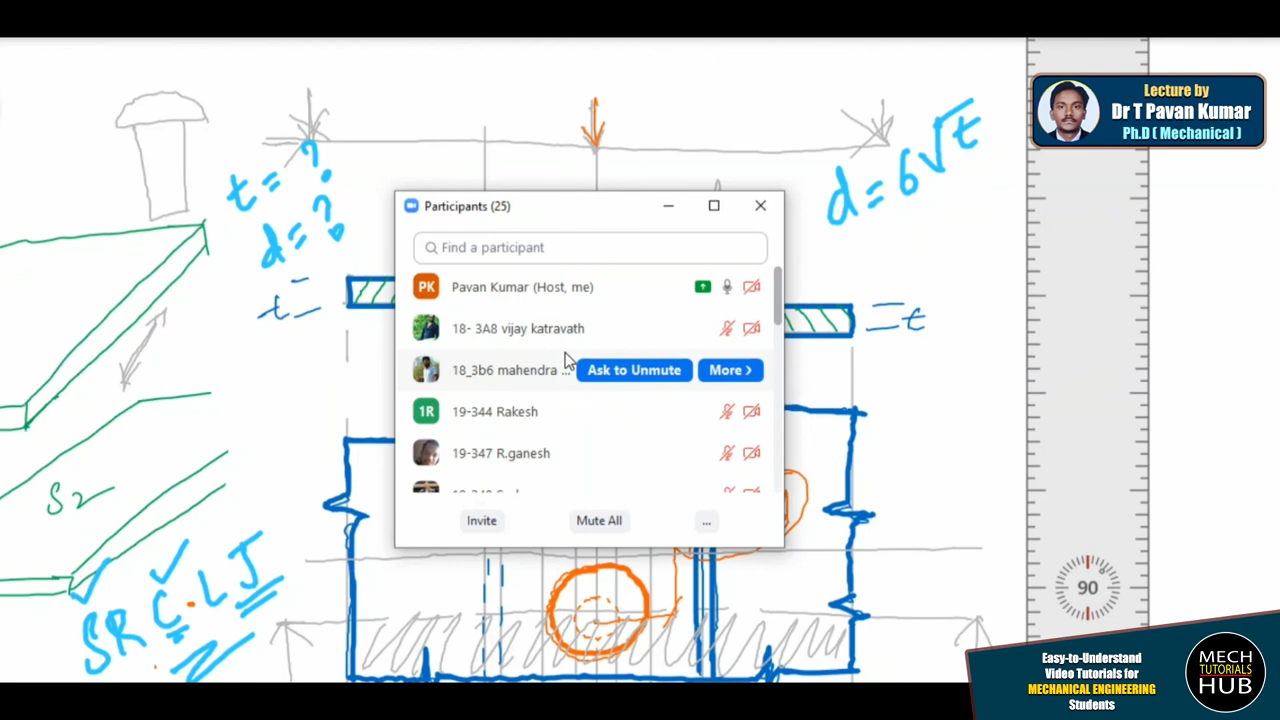 Lecture by
Dr T Pavan Kumar
Ph.D ( Mechanical )
t = ?
d = ?
d = 6√t
Participants (25)
Find a participant
PK Pavan Kumar (Host, me)
18- 3A8 vijay katravath
18_3b6 mahendra ... Ask to Unmute More >
1R 19-344 Rakesh
19-347 R.ganesh
Invite Mute All ...
t
t
S2
SR C.L J
90
Easy-to-Understand
Video Tutorials for
MECHANICAL ENGINEERING
Students
MECH
TUTORIALS
HUB